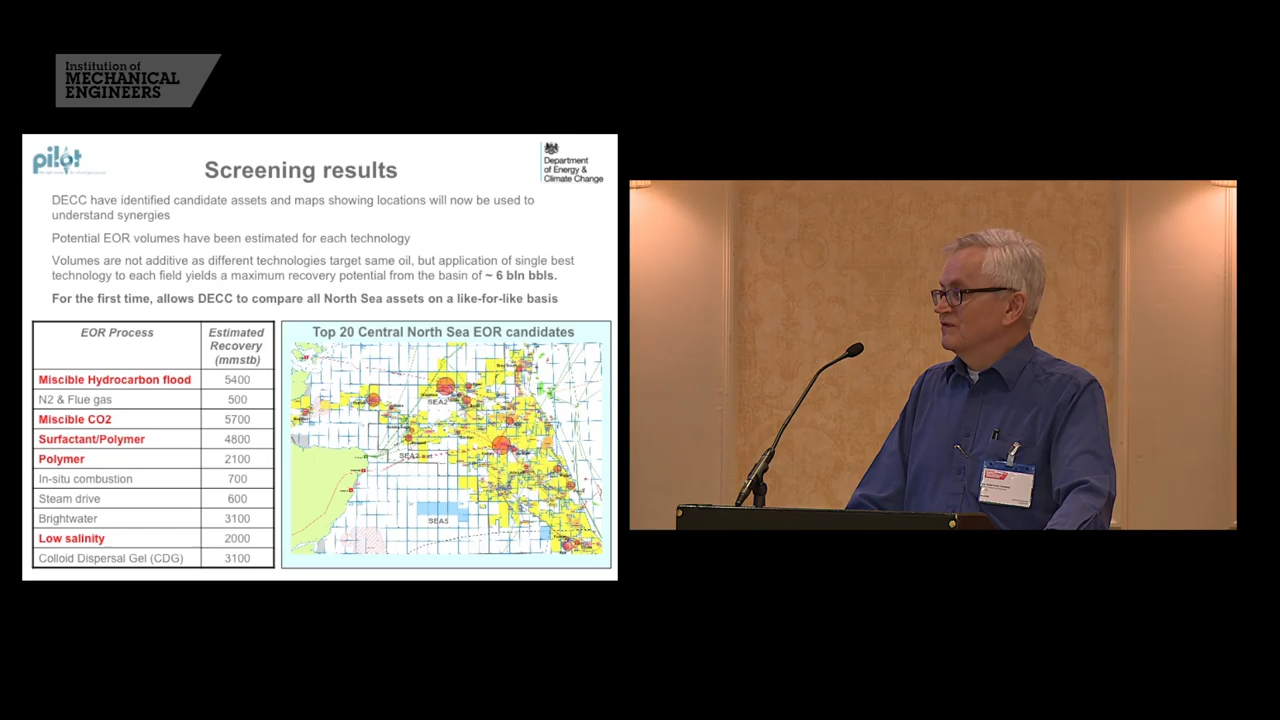 Institution of
MECHANICAL
ENGINEERS
pilot
Department
of Energy &
Climate Change
Screening results
DECC have identified candidate assets and maps showing locations will now be used to
understand synergies
Potential EOR volumes have been estimated for each technology
Volumes are not additive as different technologies target same oil, but application of single best
technology to each field yields a maximum recovery potential from the basin of ~ 6 bln bbls.
For the first time, allows DECC to compare all North Sea assets on a like-for-like basis
EOR Process
Estimated
Recovery
(mmstb)
Miscible Hydrocarbon flood 5400
N2 & Flue gas 500
Miscible CO2 5700
Surfactant/Polymer 4800
Polymer 2100
In-situ combustion 700
Steam drive 600
Brightwater 3100
Low salinity 2000
Colloid Dispersal Gel (CDG) 3100
Top 20 Central North Sea EOR candidates
SEA2
SEA5